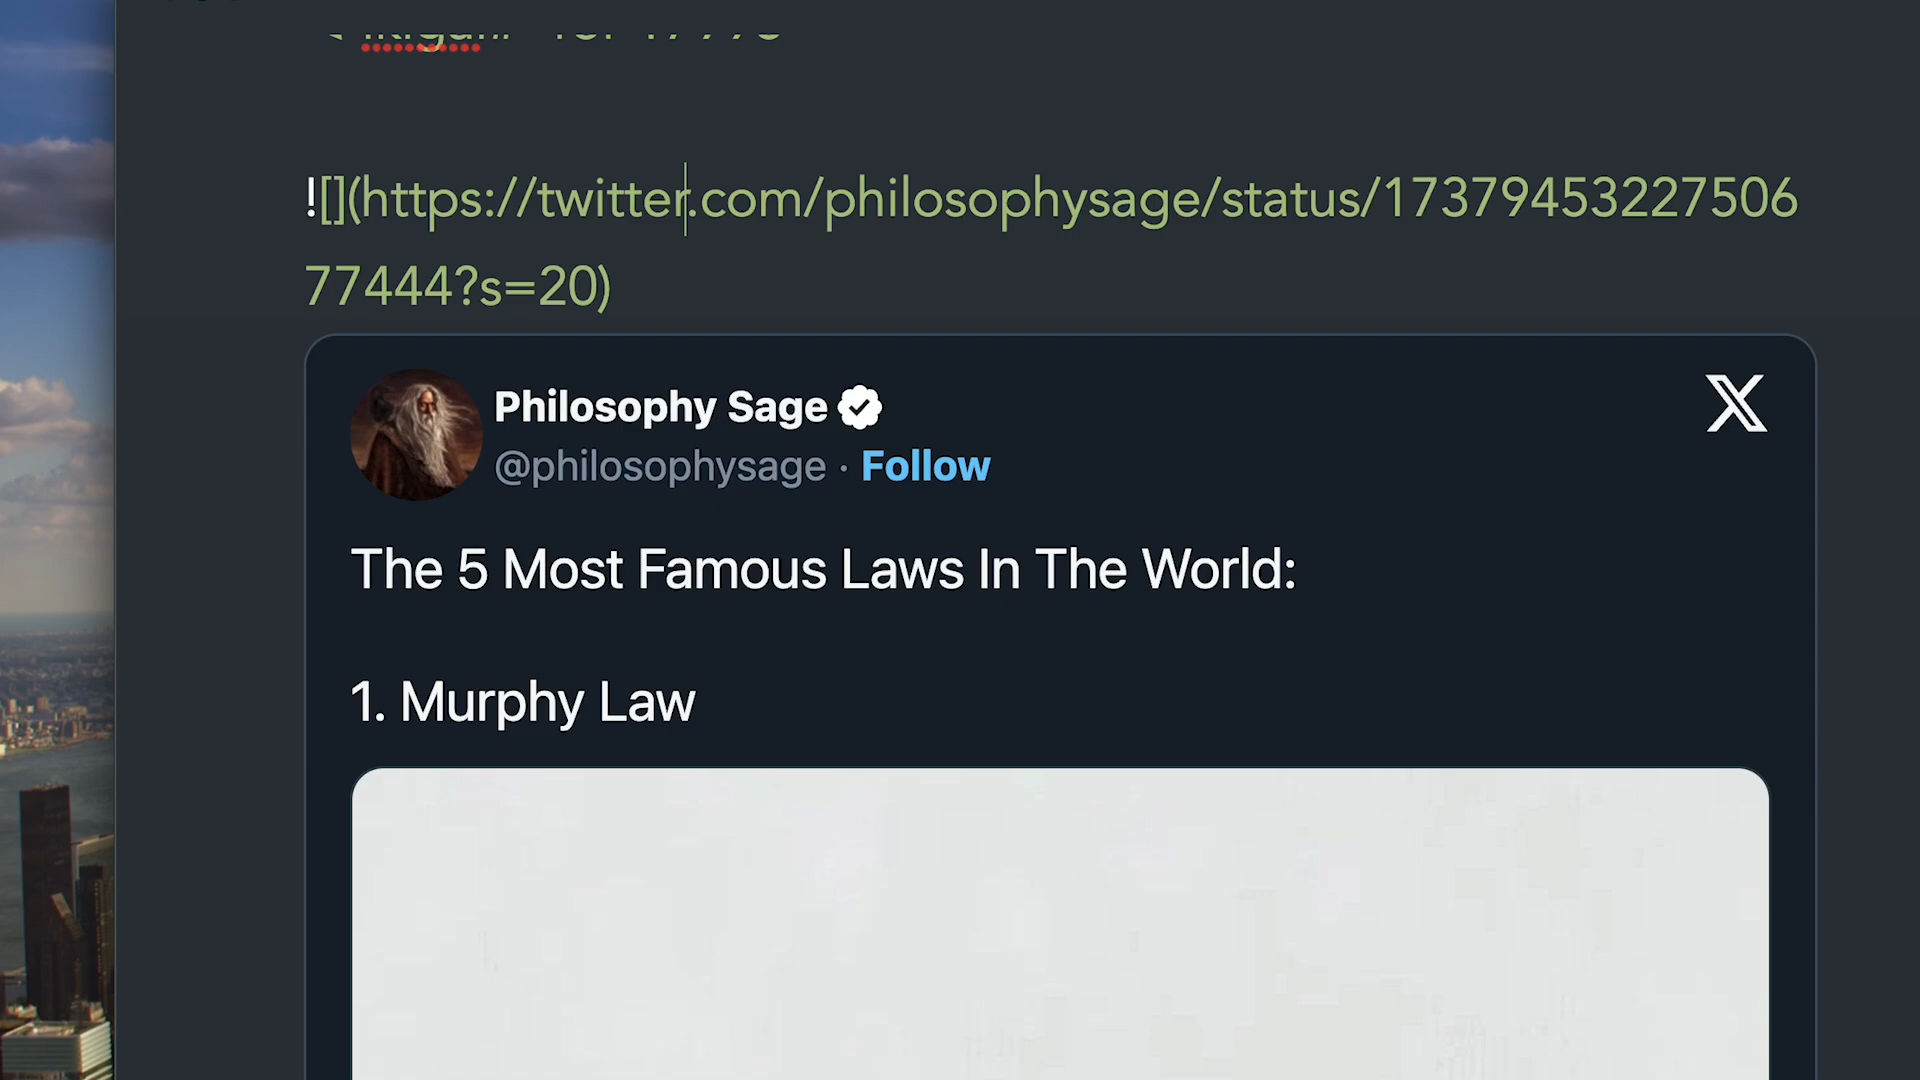 ![](https://twitter.com/philosophysage/status/17379453227506
77444?s=20)
Philosophy Sage
@philosophysage · Follow
The 5 Most Famous Laws In The World:
1. Murphy Law